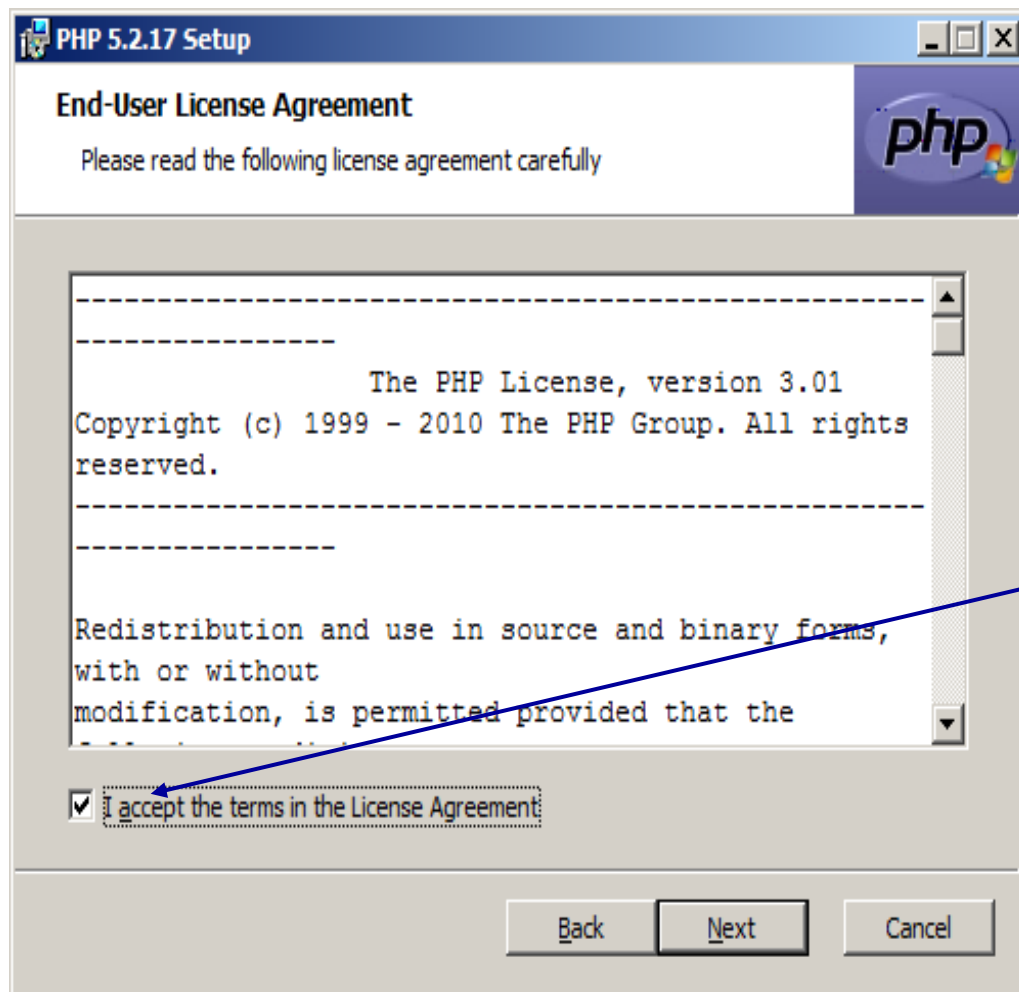 PHP 5.2.17 Setup
End-User License Agreement
Please read the following license agreement carefully
php
----------------------------------------------------
----------------
The PHP License, version 3.01
Copyright (c) 1999 - 2010 The PHP Group. All rights
reserved.
----------------------------------------------------
----------------
Redistribution and use in source and binary forms,
with or without
modification, is permitted provided that the
I accept the terms in the License Agreement
Back Next Cancel